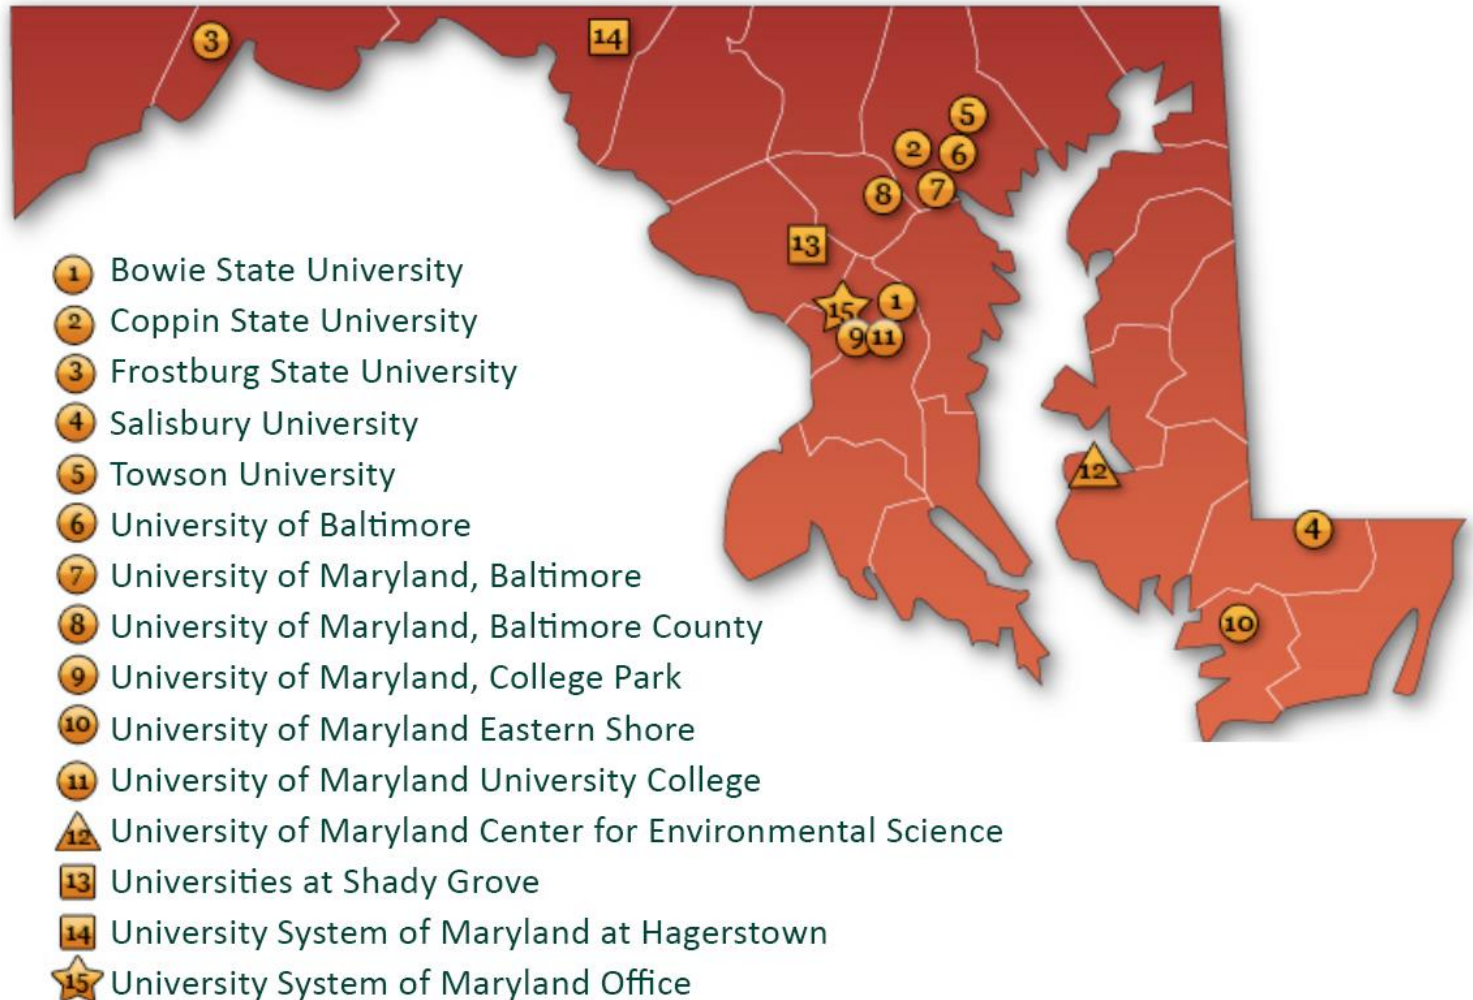 3
14
5
2
6
7
8
13
15
1
9
11
12
4
10
1 Bowie State University
2 Coppin State University
3 Frostburg State University
4 Salisbury University
5 Towson University
6 University of Baltimore
7 University of Maryland, Baltimore
8 University of Maryland, Baltimore County
9 University of Maryland, College Park
10 University of Maryland Eastern Shore
11 University of Maryland University College
12 University of Maryland Center for Environmental Science
13 Universities at Shady Grove
14 University System of Maryland at Hagerstown
15 University System of Maryland Office